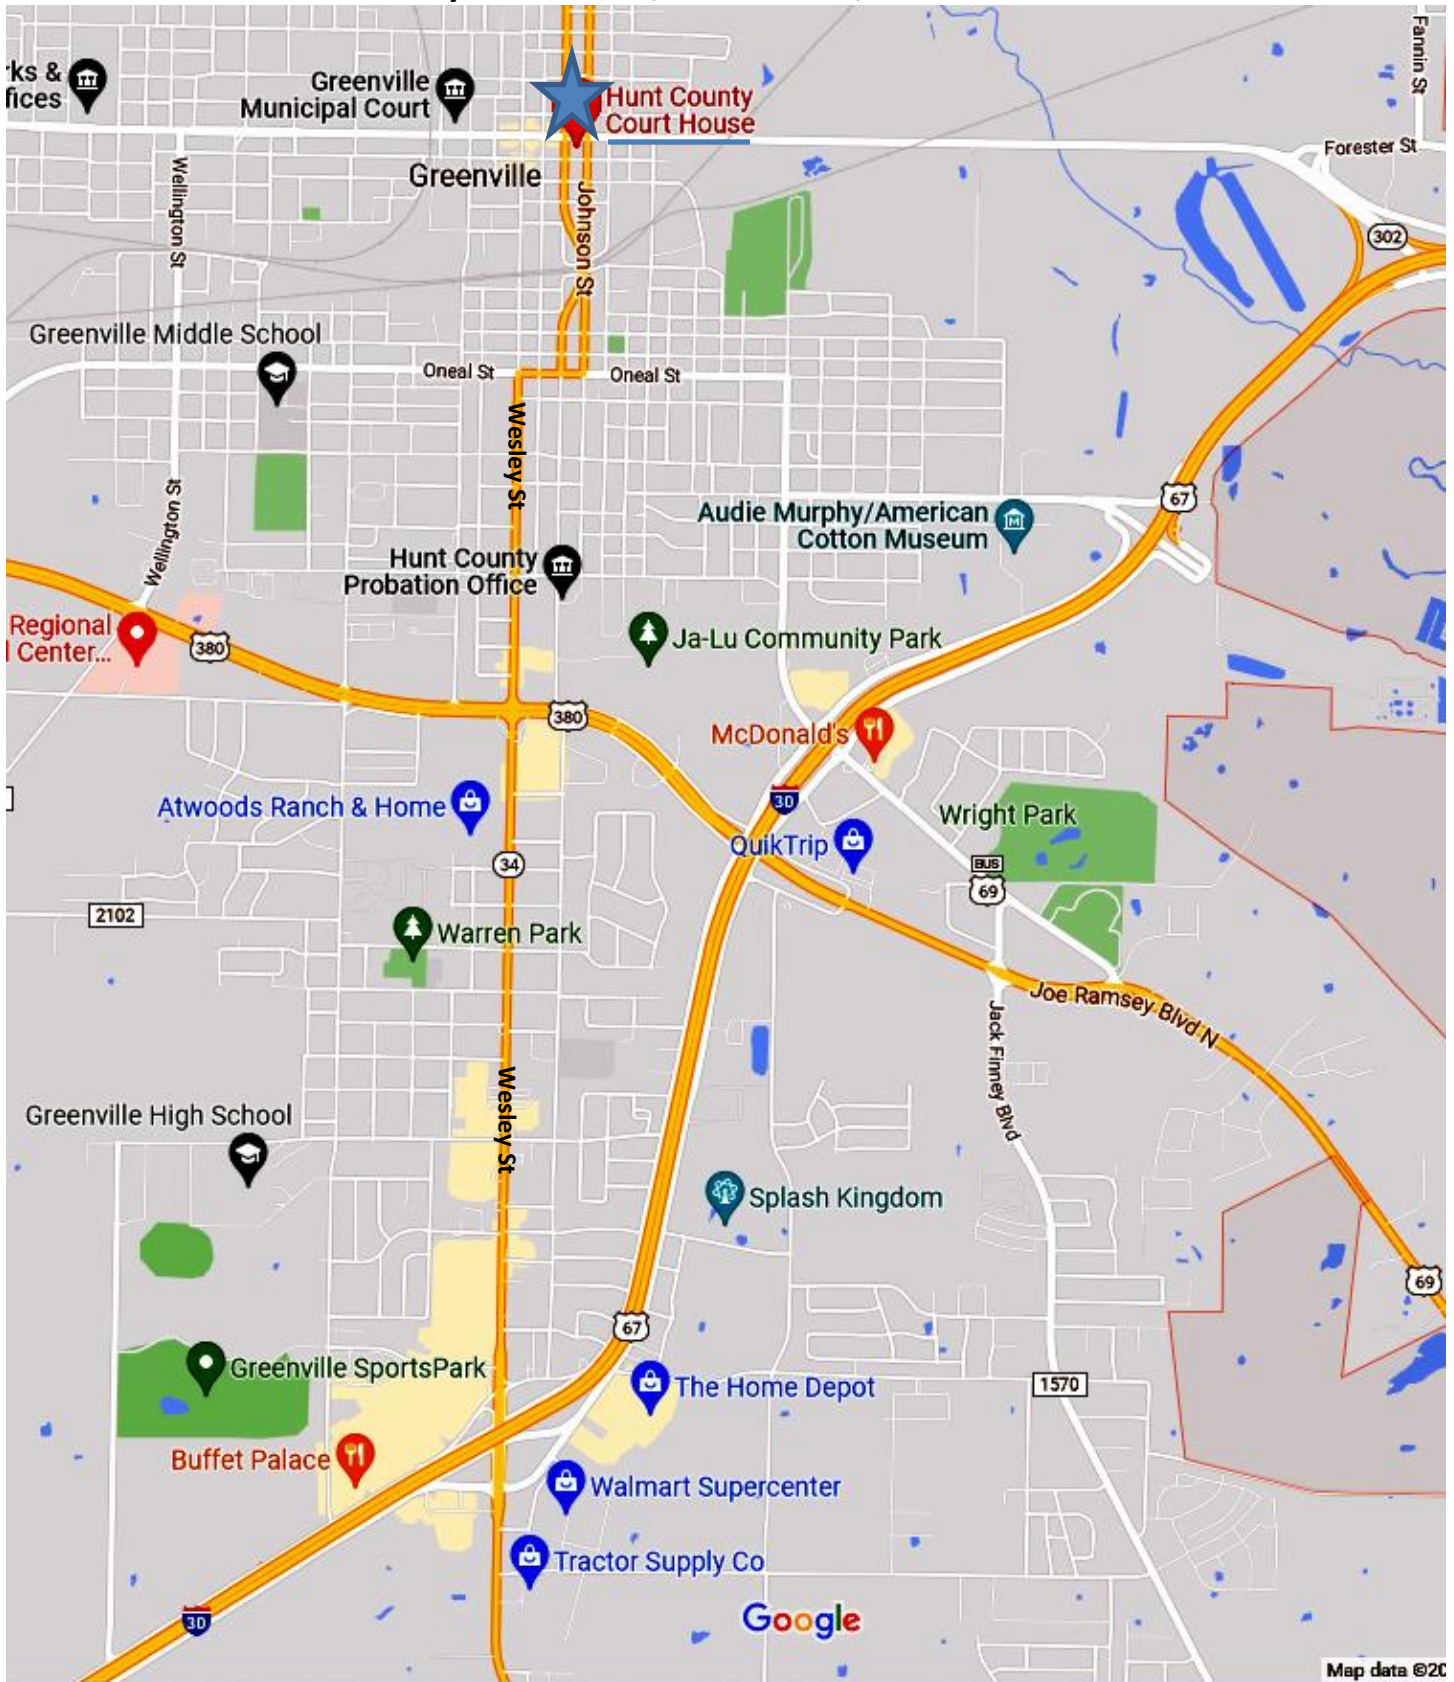 rks &
fices
Greenville
Municipal Court
Hunt County
Court House
Fannin St
Forester St
Greenville
Wellington St
Johnson St
302
Greenville Middle School
Oneal St
Oneal St
Wesley St
67
Audie Murphy/American
Cotton Museum
Wellington St
Hunt County
Probation Office
Regional
l Center...
380
Ja-Lu Community Park
380
McDonald's
30
Atwoods Ranch & Home
QuikTrip
Wright Park
34
BUS
69
2102
Warren Park
Joe Ramsey Blvd N
Jack Finney Blvd
Wesley St
Greenville High School
Splash Kingdom
69
67
Greenville SportsPark
The Home Depot
1570
Buffet Palace
Walmart Supercenter
Tractor Supply Co
30
Google
Map data ©20